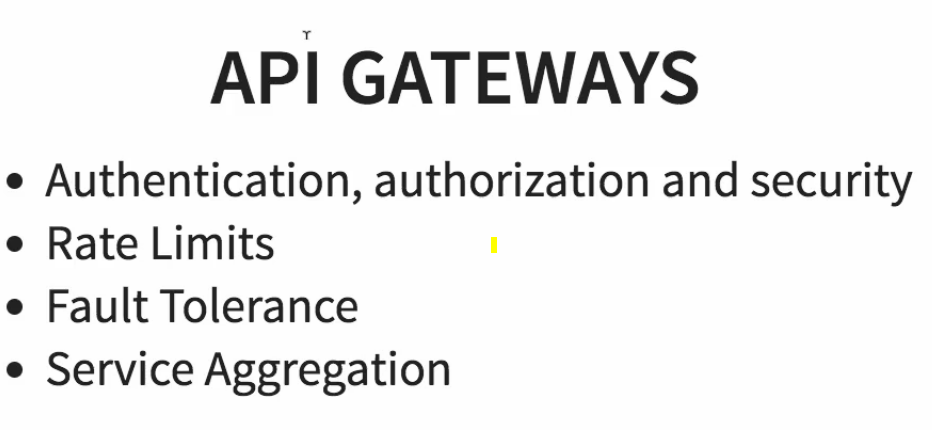 API GATEWAYS
• Authentication, authorization and security
• Rate Limits
• Fault Tolerance
• Service Aggregation